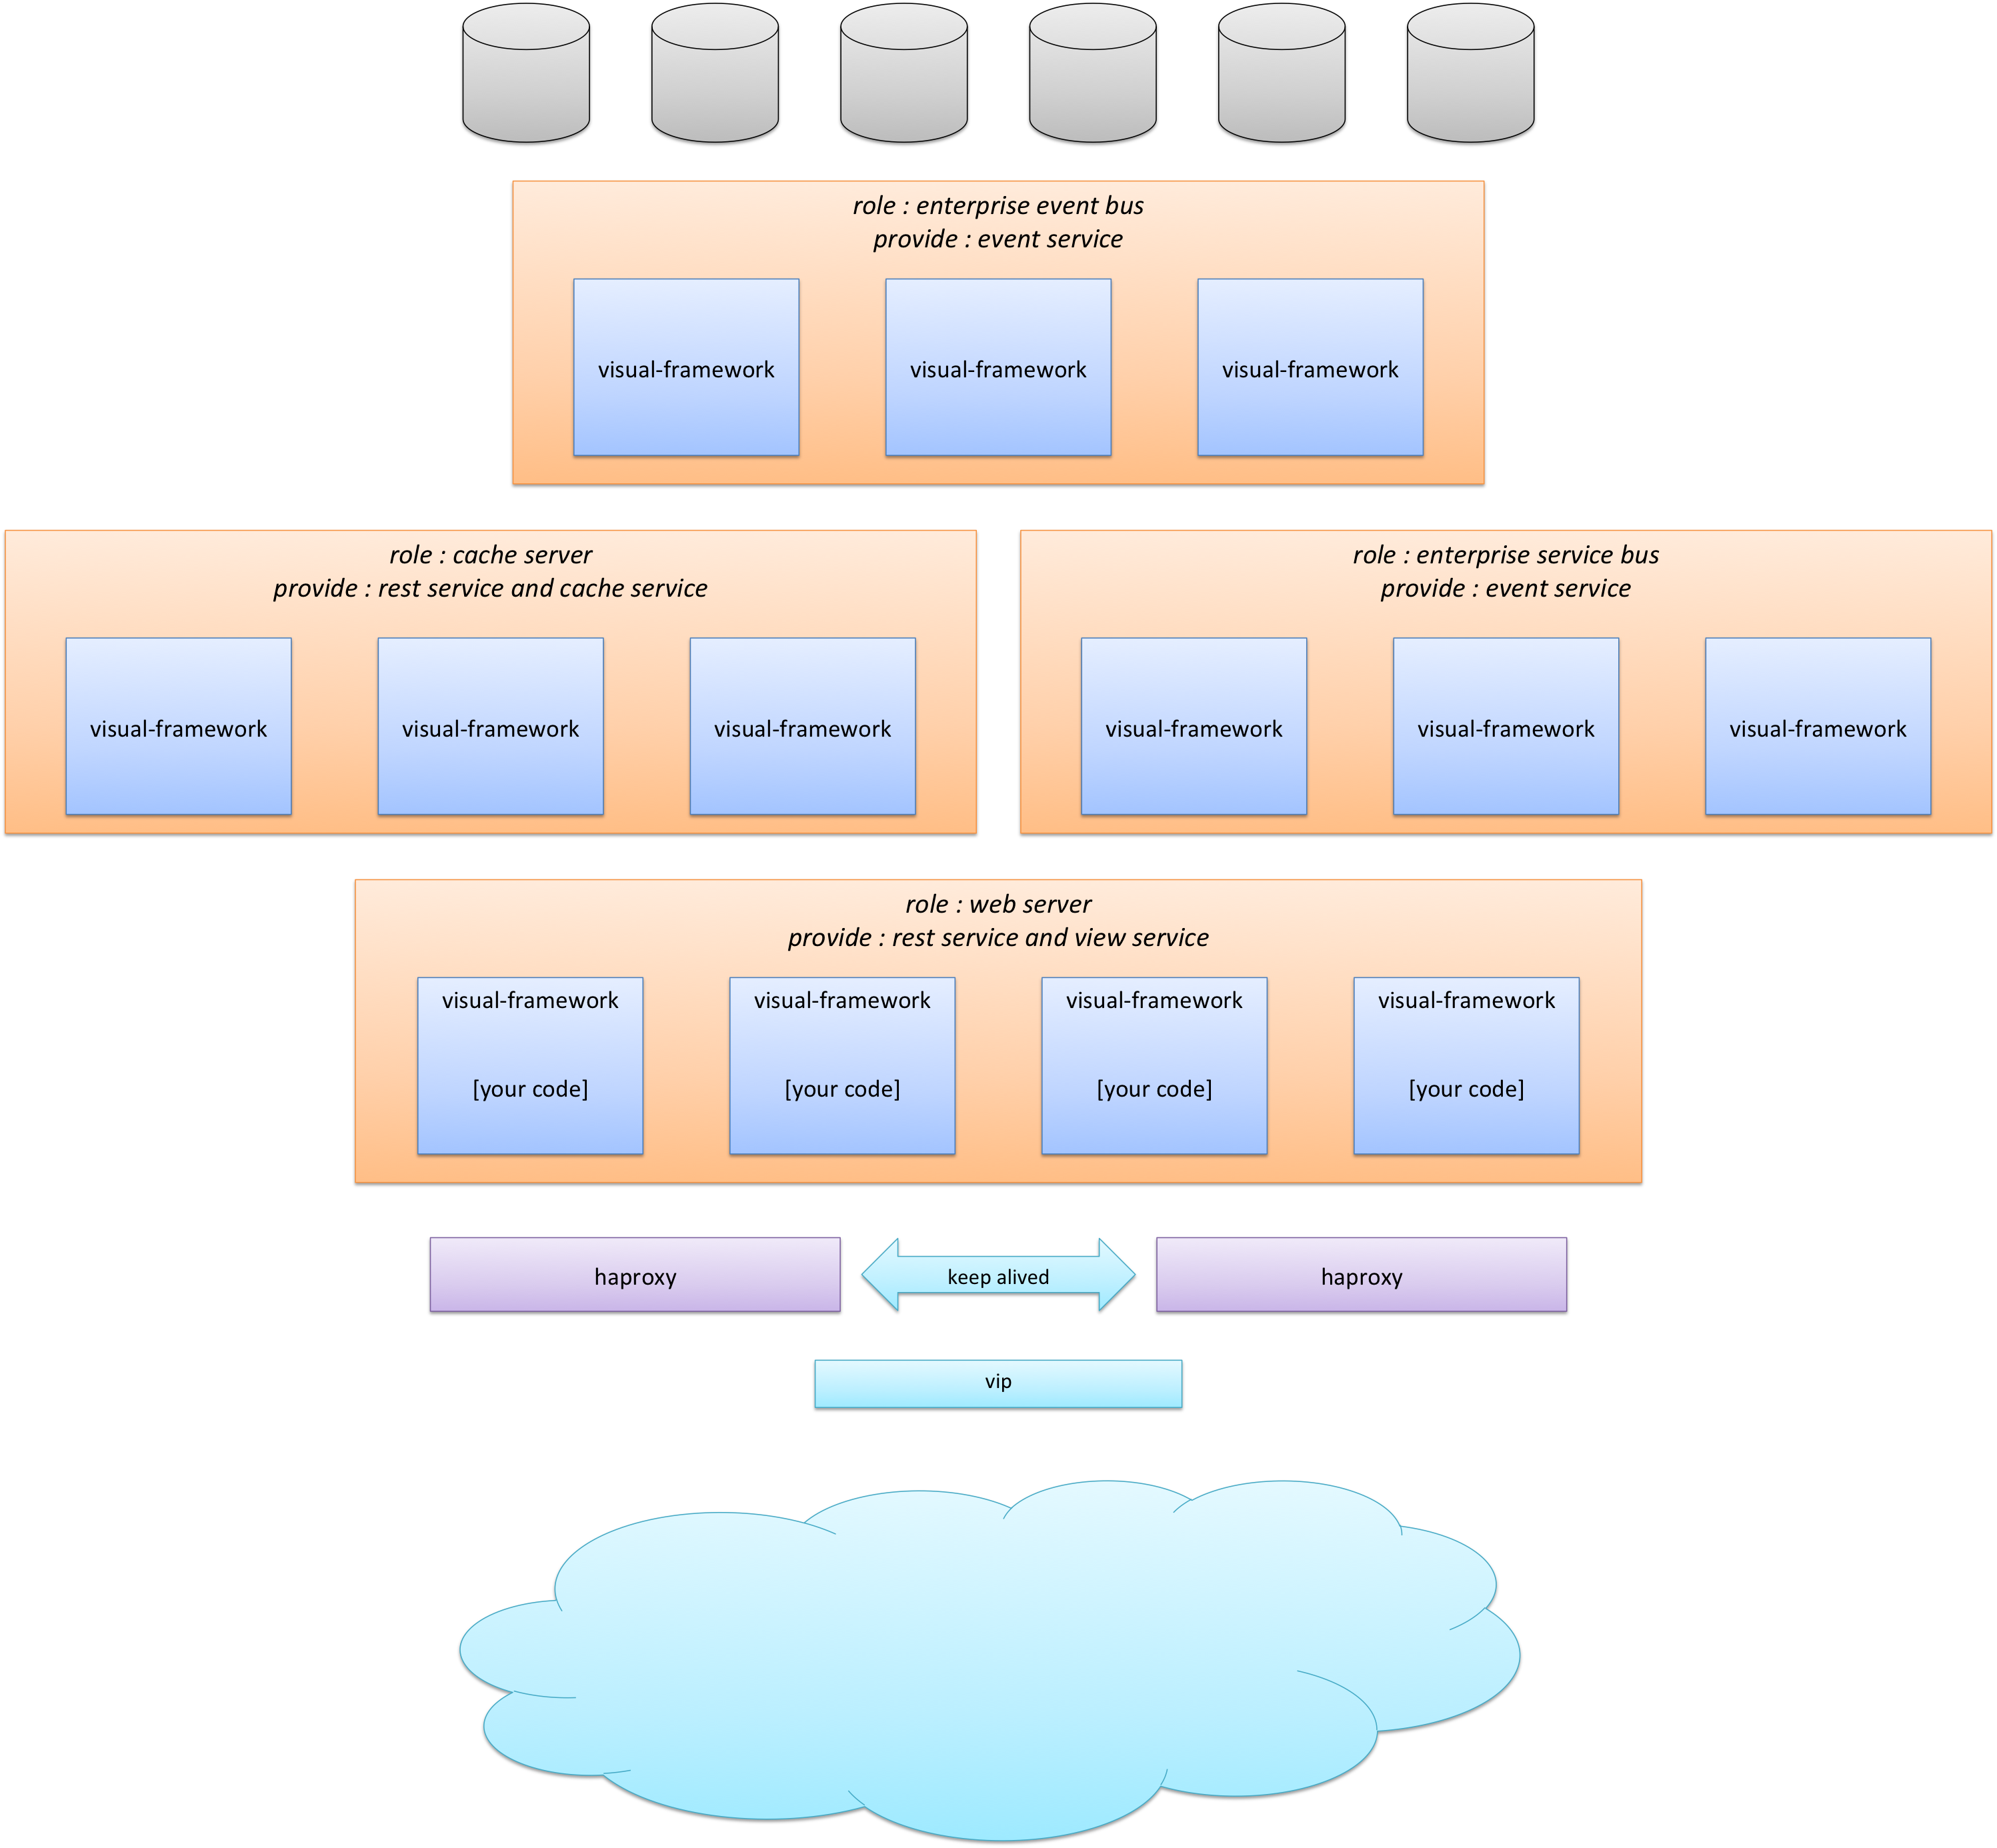 role : enterprise event bus
provide : event service
visual-framework
visual-framework
visual-framework
role : cache server
provide : rest service and cache service
visual-framework
visual-framework
visual-framework
role : enterprise service bus
provide : event service
visual-framework
visual-framework
visual-framework
role : web server
provide : rest service and view service
visual-framework
[your code]
visual-framework
[your code]
visual-framework
[your code]
visual-framework
[your code]
haproxy
keep alived
haproxy
vip